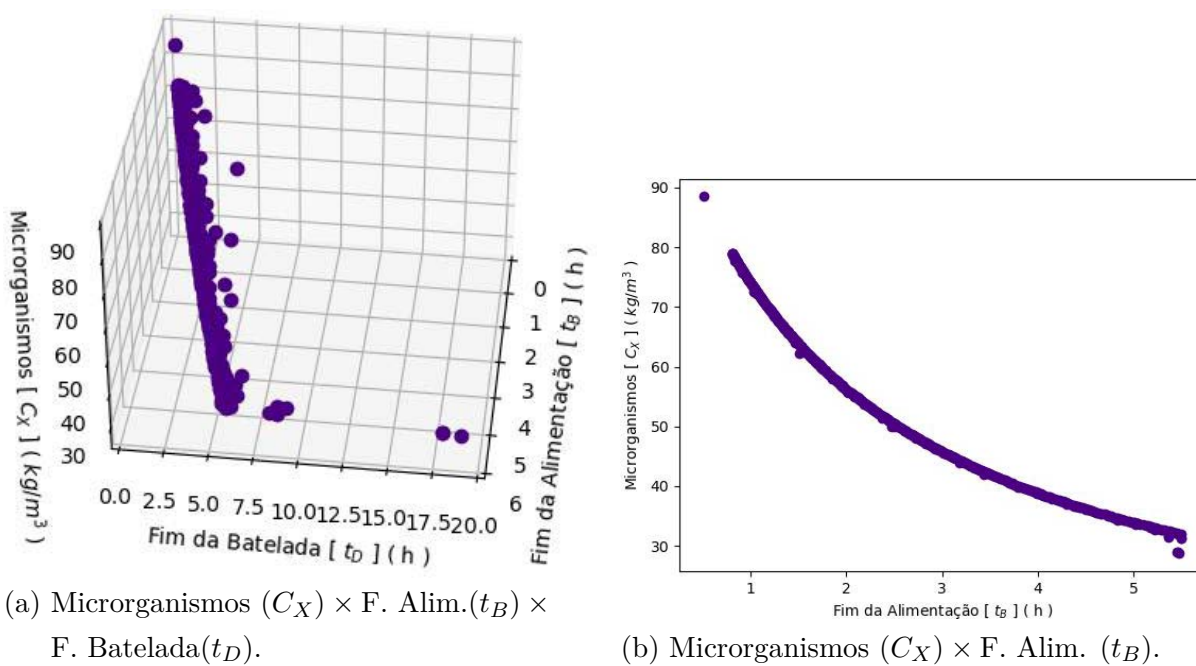 90
80
70
60
50
40
30
Microrganismos [ C_X ] ( kg/m^3 )
0.0 2.5 5.0 7.5 10.0 12.5 15.0 17.5 20.0
Fim da Batelada [ t_D ] ( h )
0
1
2
3
4
5
6
Fim da Alimentação [ t_B ] ( h )
(a) Microrganismos (C_X) × F. Alim.(t_B) ×
F. Batelada(t_D).
90
80
70
60
50
40
30
Microrganismos [ C_X ] ( kg/m^3 )
1 2 3 4 5
Fim da Alimentação [ t_B ] ( h )
(b) Microrganismos (C_X) × F. Alim. (t_B).